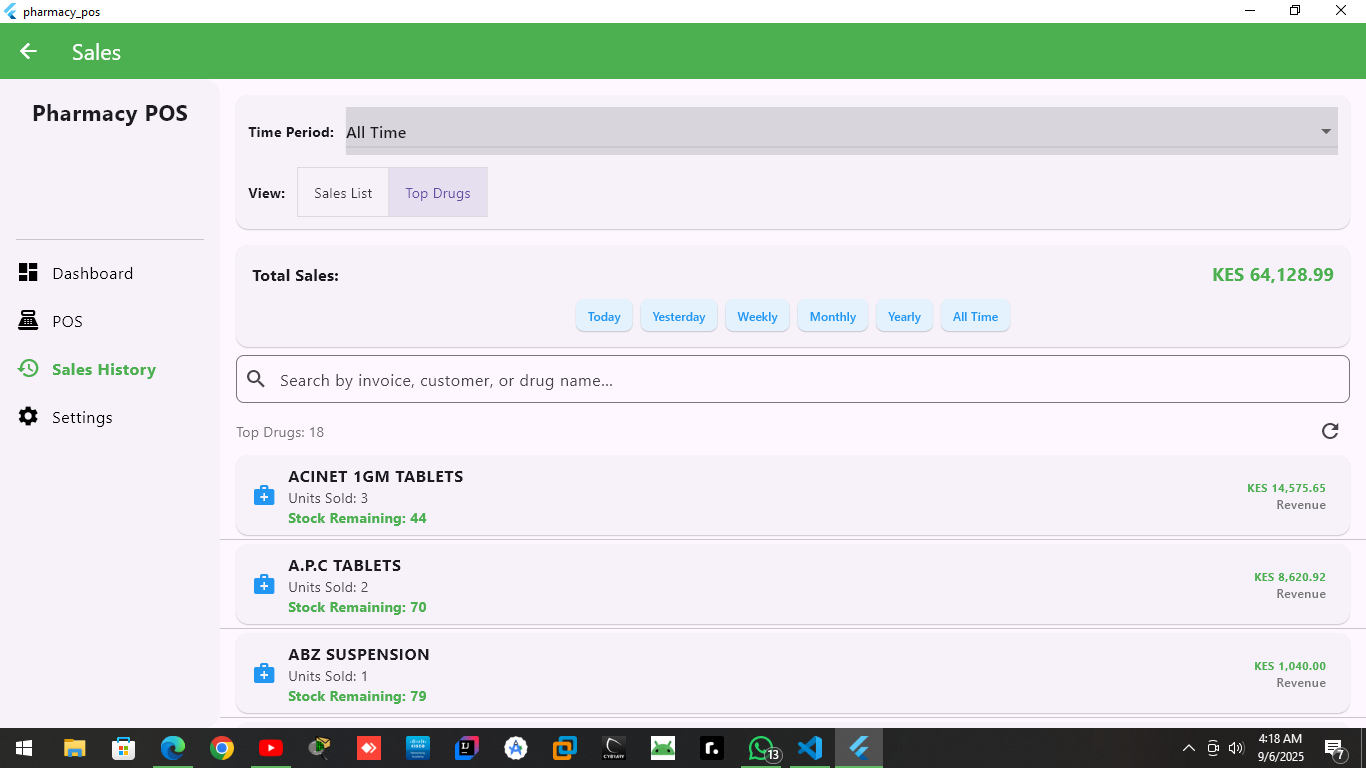 pharmacy_pos
Sales
Pharmacy POS
Dashboard
POS
Sales History
Settings
Time Period: All Time
View: Sales List Top Drugs
Total Sales: KES 64,128.99
Today Yesterday Weekly Monthly Yearly All Time
Search by invoice, customer, or drug name...
Top Drugs: 18
ACINET 1GM TABLETS
Units Sold: 3
Stock Remaining: 44
KES 14,575.65
Revenue
A.P.C TABLETS
Units Sold: 2
Stock Remaining: 70
KES 8,620.92
Revenue
ABZ SUSPENSION
Units Sold: 1
Stock Remaining: 79
KES 1,040.00
Revenue
13
4:18 AM
9/6/2025
7